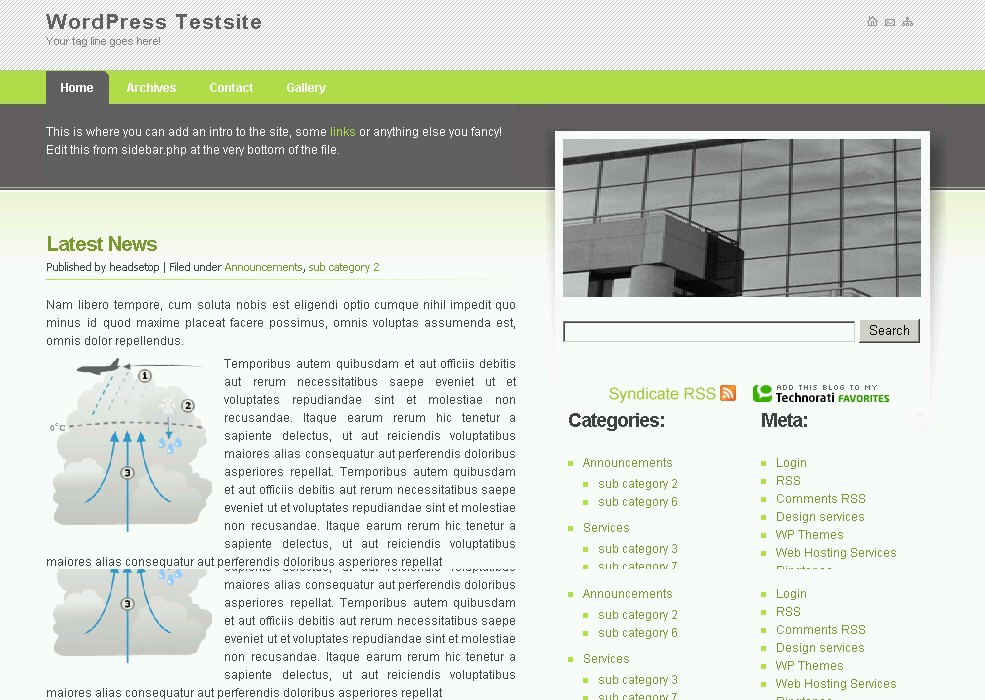 WordPress Testsite
Your tag line goes here!
Home Archives Contact Gallery
This is where you can add an intro to the site, some links or anything else you fancy!
Edit this from sidebar.php at the very bottom of the file.
Latest News
Published by headsetop | Filed under Announcements, sub category 2
Nam libero tempore, cum soluta nobis est eligendi optio cumque nihil impedit quo
minus id quod maxime placeat facere possimus, omnis voluptas assumenda est,
omnis dolor repellendus.
1
2
0°C
3
Temporibus autem quibusdam et aut officiis debitis
aut rerum necessitatibus saepe eveniet ut et
voluptates repudiandae sint et molestiae non
recusandae. Itaque earum rerum hic tenetur a
sapiente delectus, ut aut reiciendis voluptatibus
maiores alias consequatur aut perferendis doloribus
asperiores repellat. Temporibus autem quibusdam
et aut officiis debitis aut rerum necessitatibus saepe
eveniet ut et voluptates repudiandae sint et molestiae
non recusandae. Itaque earum rerum hic tenetur a
sapiente delectus, ut aut reiciendis voluptatibus
maiores alias consequatur aut perferendis doloribus asperiores repellat
sapiente delectus, ut aut reiciendis voluptatibus
3
maiores alias consequatur aut perferendis doloribus
asperiores repellat. Temporibus autem quibusdam
et aut officiis debitis aut rerum necessitatibus saepe
eveniet ut et voluptates repudiandae sint et molestiae
non recusandae. Itaque earum rerum hic tenetur a
sapiente delectus, ut aut reiciendis voluptatibus
maiores alias consequatur aut perferendis doloribus asperiores repellat
Search
Syndicate RSS
ADD THIS BLOG TO MY
Technorati FAVORITES
Categories:
Announcements
sub category 2
sub category 6
Services
sub category 3
sub category 7
Announcements
sub category 2
sub category 6
Services
sub category 3
sub category 7
Meta:
Login
RSS
Comments RSS
Design services
WP Themes
Web Hosting Services
Ringtones
Login
RSS
Comments RSS
Design services
WP Themes
Web Hosting Services
Ringtones